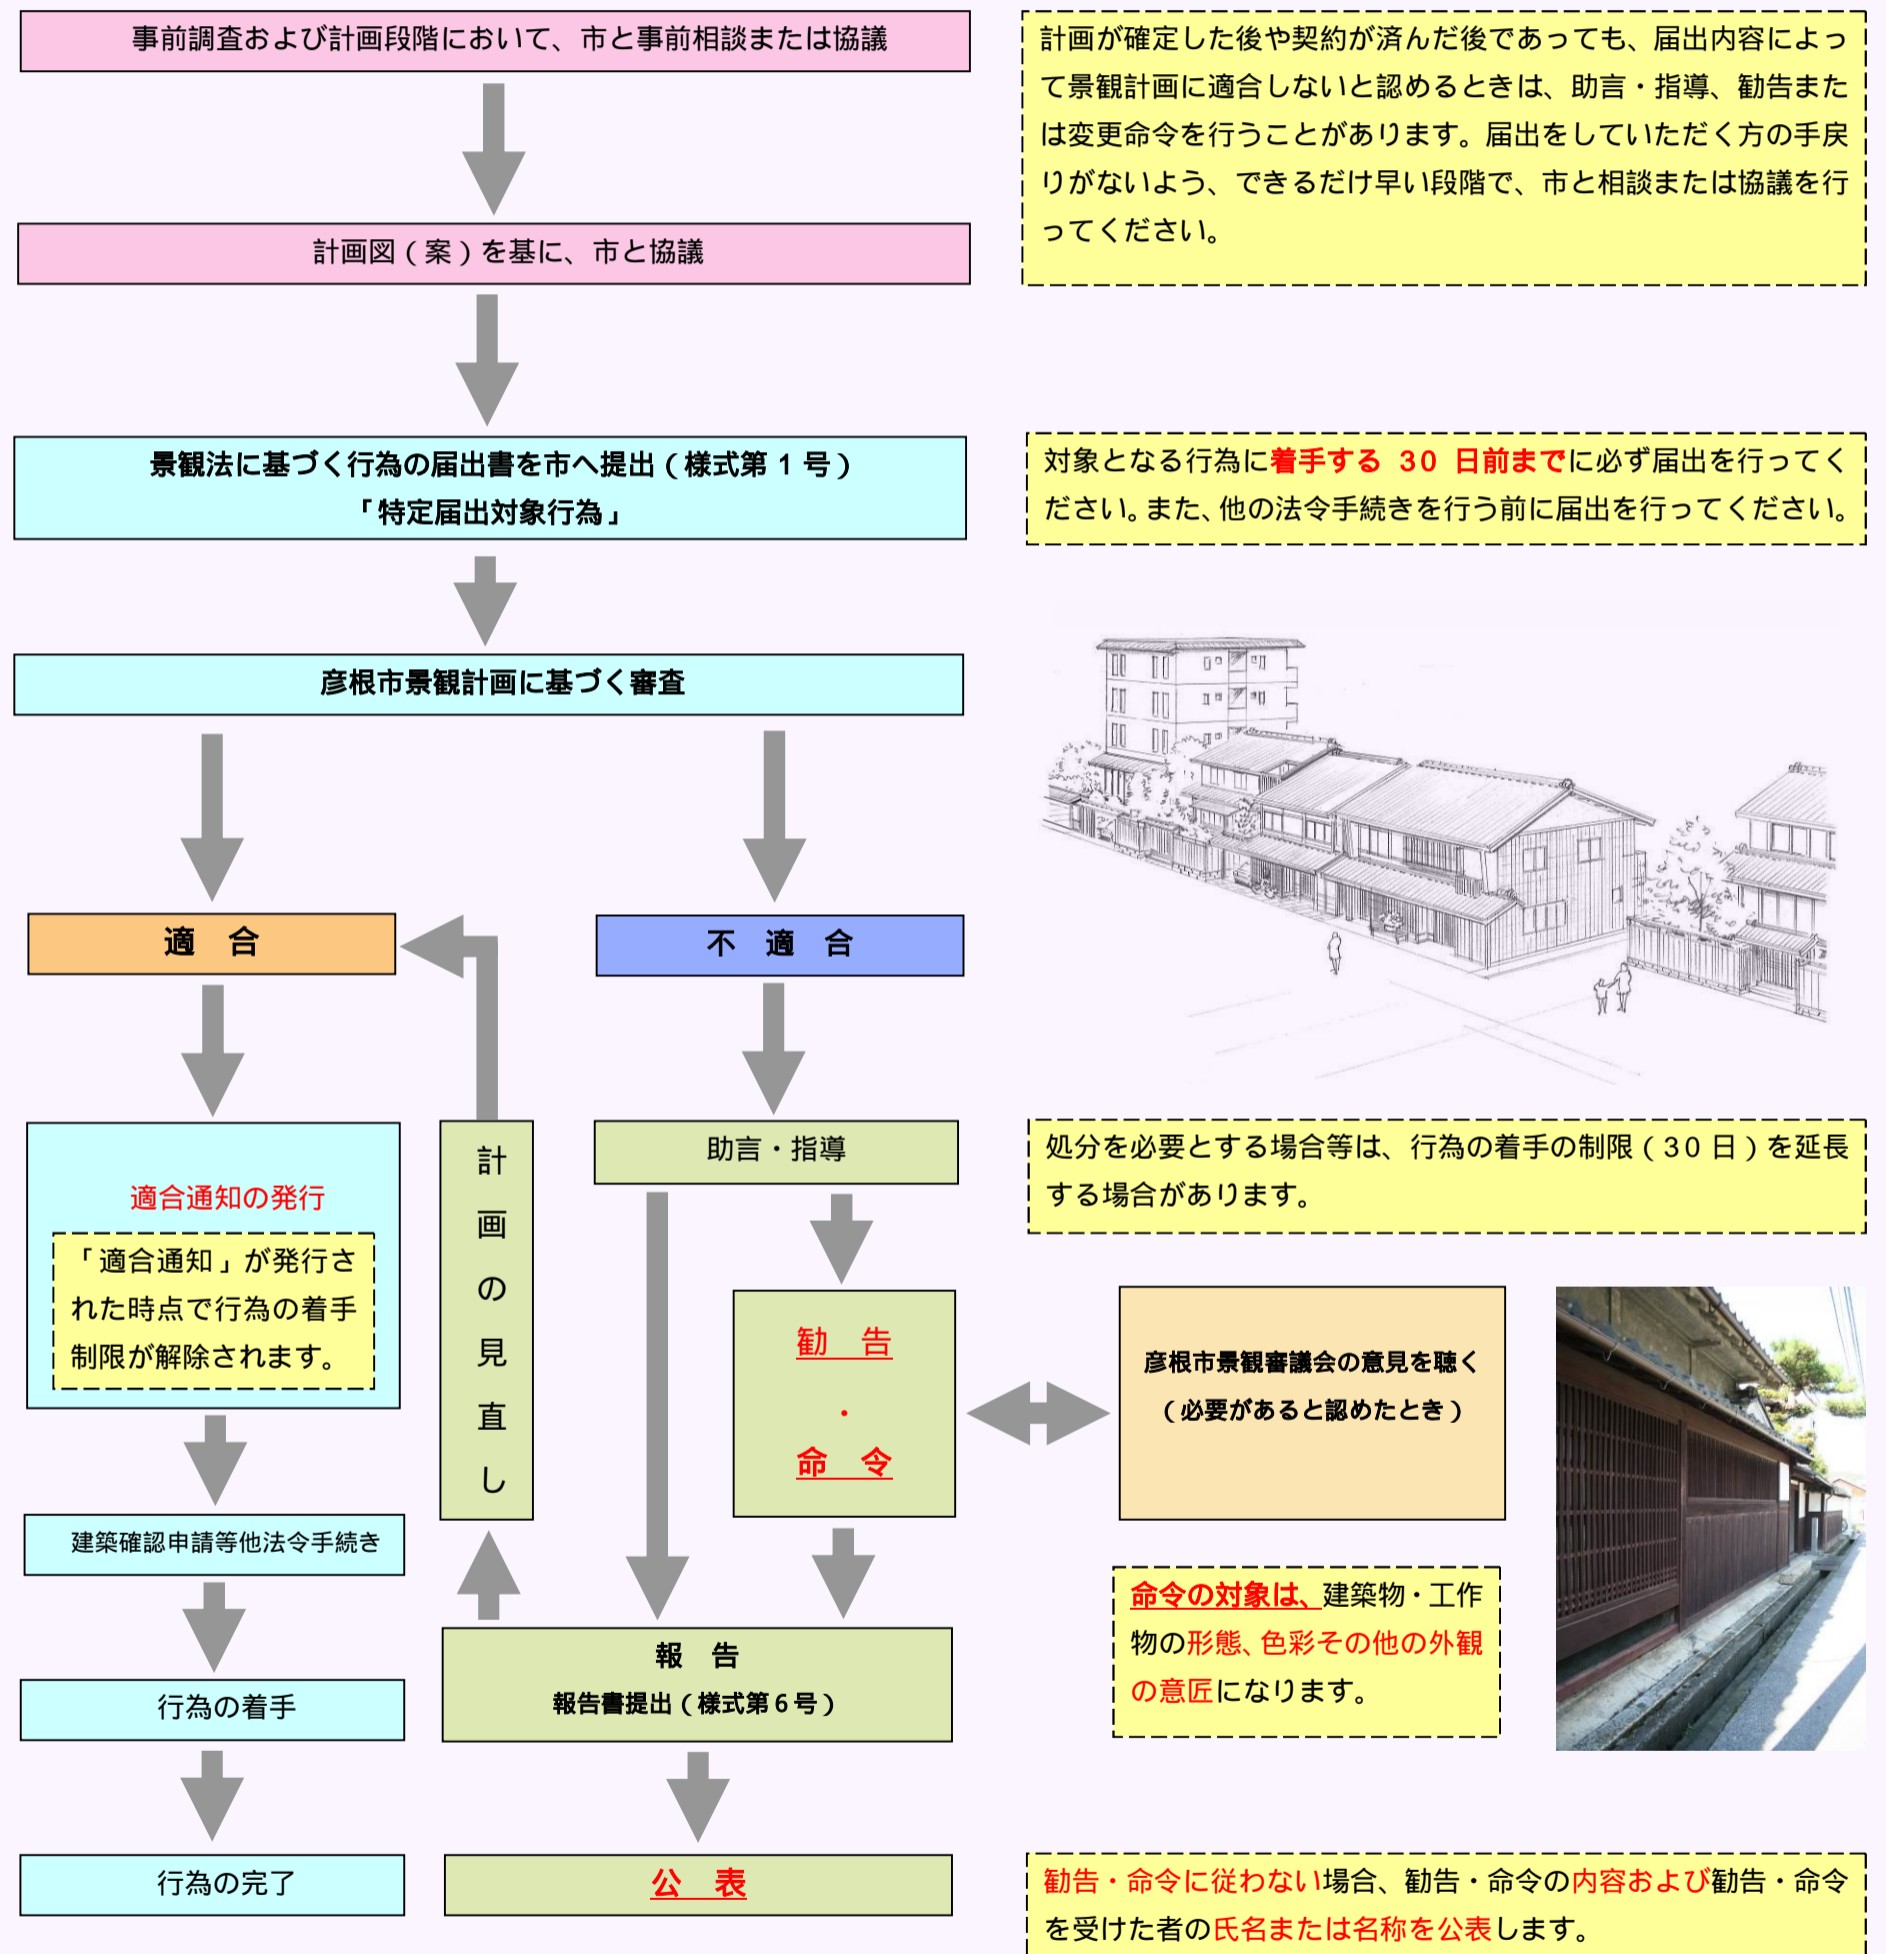 事前調査および計画段階において、市と事前相談または協議
計画が確定した後や契約が済んだ後であっても、届出内容によっ
て景観計画に適合しないと認めるときは、助言・指導、勧告また
は変更命令を行うことがあります。届出をしていただく方の手戻
りがないよう、できるだけ早い段階で、市と相談または協議を行
ってください。
計画図(案)を基に、市と協議
景観法に基づく行為の届出書を市へ提出(様式第1号)
「特定届出対象行為」
対象となる行為に着手する 30 日前までに必ず届出を行ってく
ださい。また、他の法令手続きを行う前に届出を行ってください。
彦根市景観計画に基づく審査
適 合
不 適 合
適合通知の発行
「適合通知」が発行さ
れた時点で行為の着手
制限が解除されます。
計画の見直し
助言・指導
処分を必要とする場合等は、行為の着手の制限(30日)を延長
する場合があります。
勧 告
・
命 令
彦根市景観審議会の意見を聴く
(必要があると認めたとき)
建築確認申請等他法令手続き
命令の対象は、建築物・工作
物の形態、色彩その他の外観
の意匠になります。
報 告
報告書提出(様式第6号)
行為の着手
行為の完了
公 表
勧告・命令に従わない場合、勧告・命令の内容および勧告・命令
を受けた者の氏名または名称を公表します。